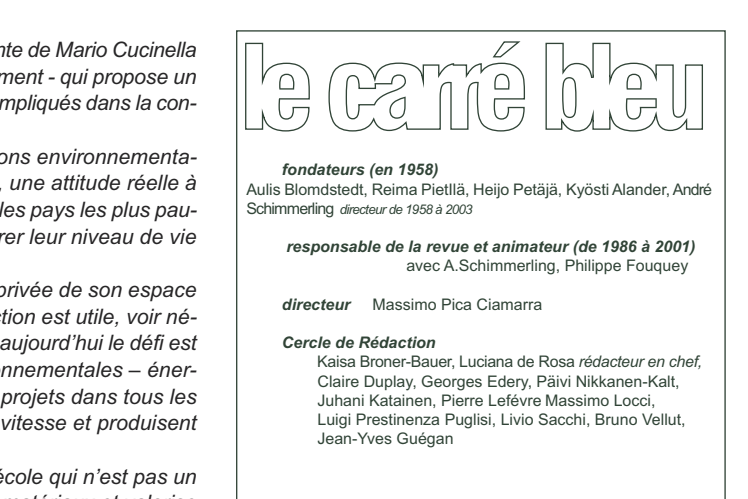 nte de Mario Cucinella
ment - qui propose un
mpliqués dans la con-
ons environnementa-
, une attitude réelle à
les pays les plus pau-
rer leur niveau de vie
privée de son espace
ction est utile, voir né-
aujourd'hui le défi est
onnementales – éner-
projets dans tous les
vitesse et produisent
école qui n'est pas un
le carré bleu
fondateurs (en 1958)
Aulis Blomdstedt, Reima Pietllä, Heijo Petäjä, Kyösti Alander, André
Schimmerling directeur de 1958 à 2003
responsable de la revue et animateur (de 1986 à 2001)
avec A.Schimmerling, Philippe Fouquey
directeur Massimo Pica Ciamarra
Cercle de Rédaction
Kaisa Broner-Bauer, Luciana de Rosa rédacteur en chef,
Claire Duplay, Georges Edery, Päivi Nikkanen-Kalt,
Juhani Katainen, Pierre Lefévre Massimo Locci,
Luigi Prestinenza Puglisi, Livio Sacchi, Bruno Vellut,
Jean-Yves Guégan